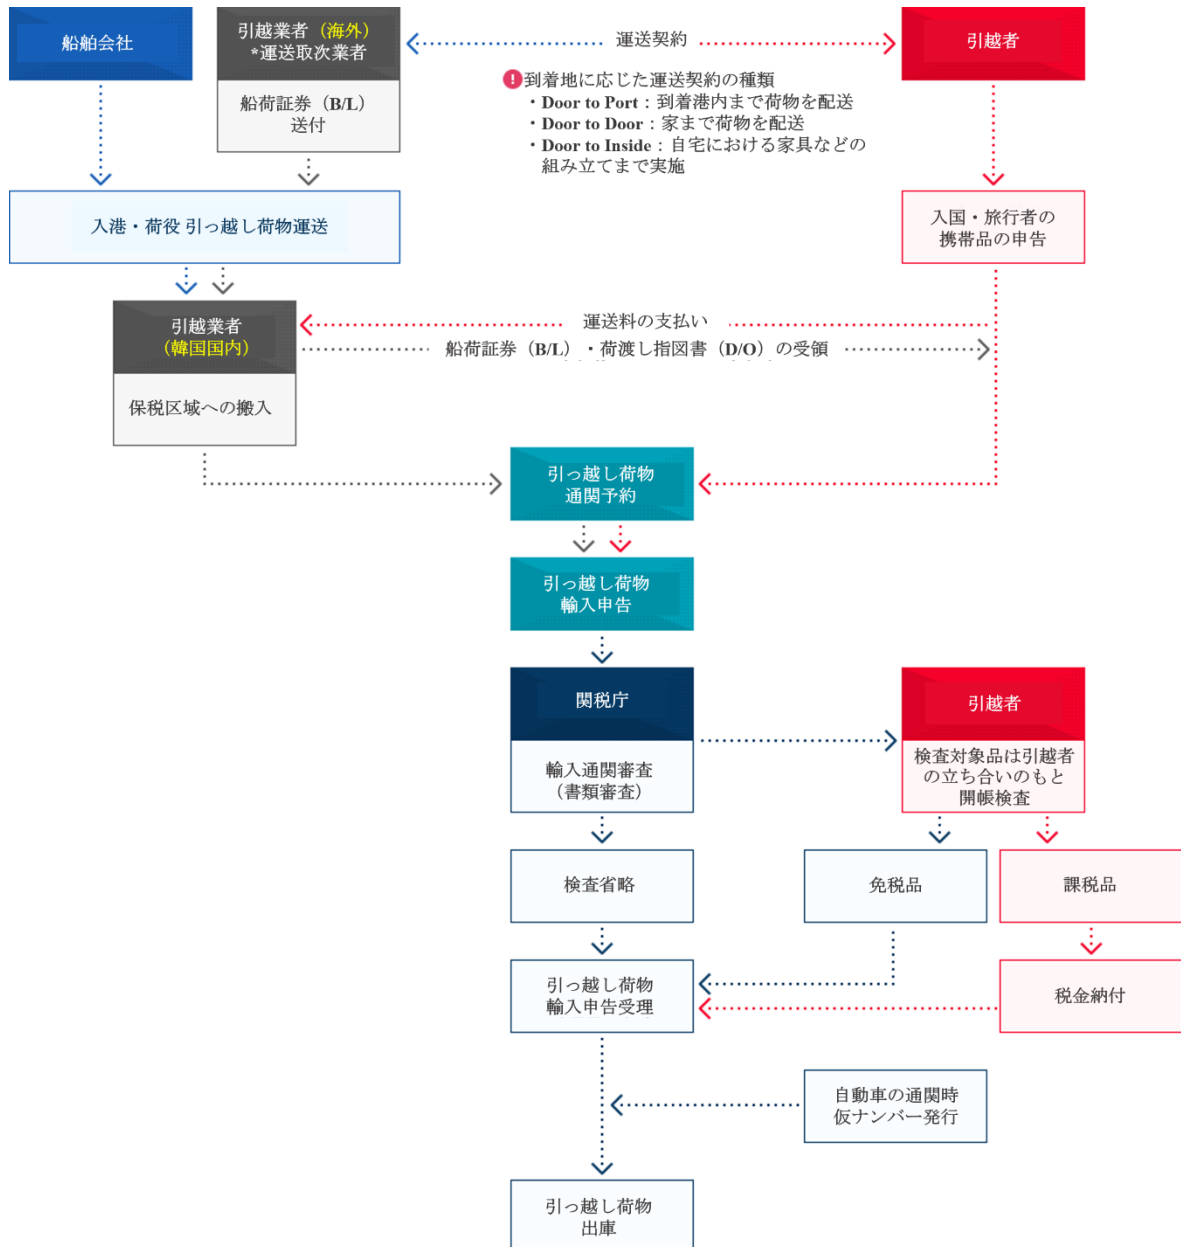 船舶会社
引越業者（海外）
*運送取次業者
運送契約
引越者
船荷証券（B/L）
送付
!到着地に応じた運送契約の種類
・Door to Port：到着港内まで荷物を配送
・Door to Door：家まで荷物を配送
・Door to Inside：自宅における家具などの
組み立てまで実施
入港・荷役 引っ越し荷物運送
入国・旅行者の
携帯品の申告
引越業者
（韓国国内）
運送料の支払い
船荷証券（B/L）・荷渡し指図書（D/O）の受領
保税区域への搬入
引っ越し荷物
通関予約
引っ越し荷物
輸入申告
関税庁
引越者
輸入通関審査
（書類審査）
検査対象品は引越者
の立ち合いのもと
開帳検査
検査省略
免税品
課税品
引っ越し荷物
輸入申告受理
税金納付
自動車の通関時
仮ナンバー発行
引っ越し荷物
出庫